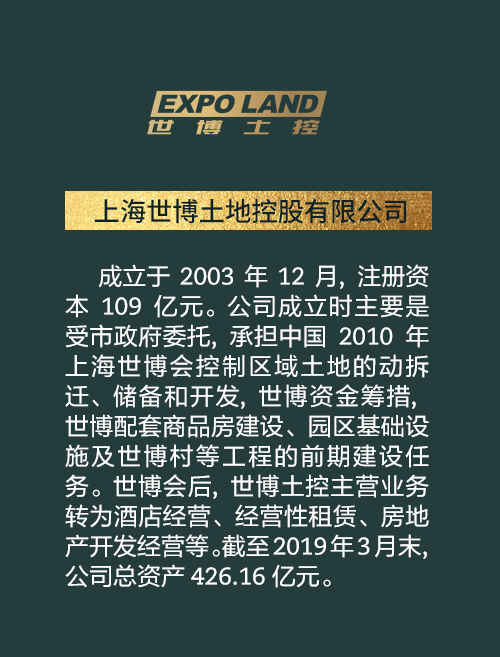 EXPO LAND
世博土控
上海世博土地控股有限公司
成立于 2003 年 12 月, 注册资
本 109 亿元。公司成立时主要是
受市政府委托, 承担中国 2010 年
上海世博会控制区域土地的动拆
迁、储备和开发, 世博资金筹措,
世博配套商品房建设、园区基础设
施及世博村等工程的前期建设任
务。世博会后, 世博土控主营业务
转为酒店经营、经营性租赁、房地
产开发经营等。截至2019年3月末,
公司总资产 426.16 亿元。